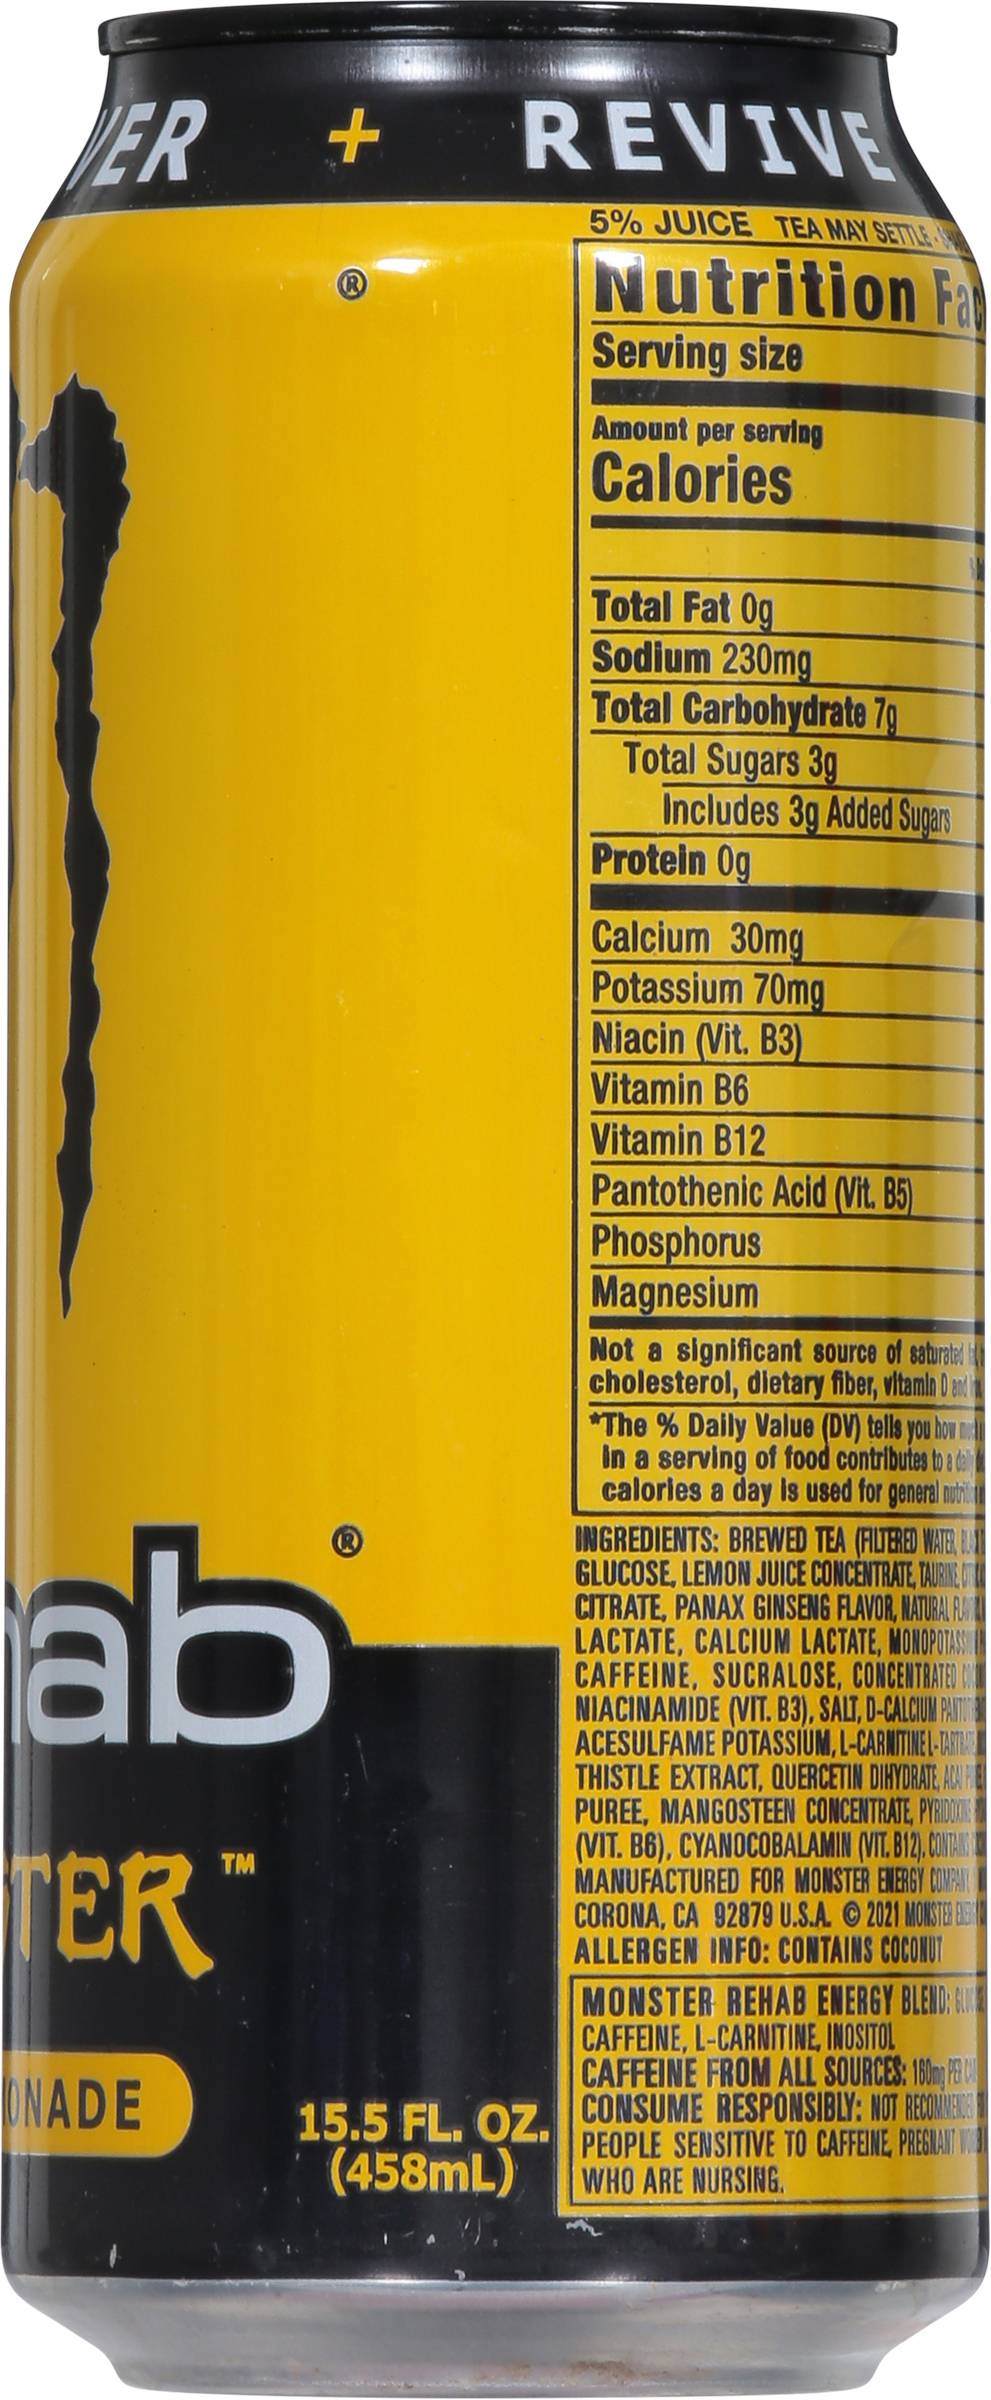 VER + REVIVE
5% JUICE TEA MAY SETTLE -
®
Nutrition
Serving size
Amount per serving
Calories
Total Fat 0g
Sodium 230mg
Total Carbohydrate 7g
Total Sugars 3g
Includes 3g Added Sugars
Protein 0g
Calcium 30mg
Potassium 70mg
Niacin (Vit. B3)
Vitamin B6
Vitamin B12
Pantothenic Acid (Vit. B5)
Phosphorus
Magnesium
Not a significant source of saturated
cholesterol, dietary fiber, vitamin D and
*The % Daily Value (DV) tells you how
in a serving of food contributes to a daily
calories a day is used for general
INGREDIENTS: BREWED TEA (FILTERED WATER,
GLUCOSE, LEMON JUICE CONCENTRATE, TAURINE,
CITRATE, PANAX GINSENG FLAVOR, NATURAL
LACTATE, CALCIUM LACTATE,
CAFFEINE, SUCRALOSE, CONCENTRATED
NIACINAMIDE (VIT. B3), SALT, D-CALCIUM
ACESULFAME POTASSIUM, L-CARNITINE L-TARTRATE,
THISTLE EXTRACT, QUERCETIN DIHYDRATE, ACAI
PUREE, MANGOSTEEN CONCENTRATE,
(VIT. B6), CYANOCOBALAMIN (VIT. B12). CONTAINS
MANUFACTURED FOR MONSTER ENERGY COMPANY
CORONA, CA 92879 U.S.A. © 2021 MONSTER
ALLERGEN INFO: CONTAINS COCONUT
MONSTER REHAB ENERGY BLEND:
CAFFEINE, L-CARNITINE, INOSITOL
CAFFEINE FROM ALL SOURCES: 160mg PER
CONSUME RESPONSIBLY: NOT RECOMMENDED
PEOPLE SENSITIVE TO CAFFEINE, PREGNANT
WHO ARE NURSING.
ab®
TER™
ONADE
15.5 FL. OZ.
(458mL)